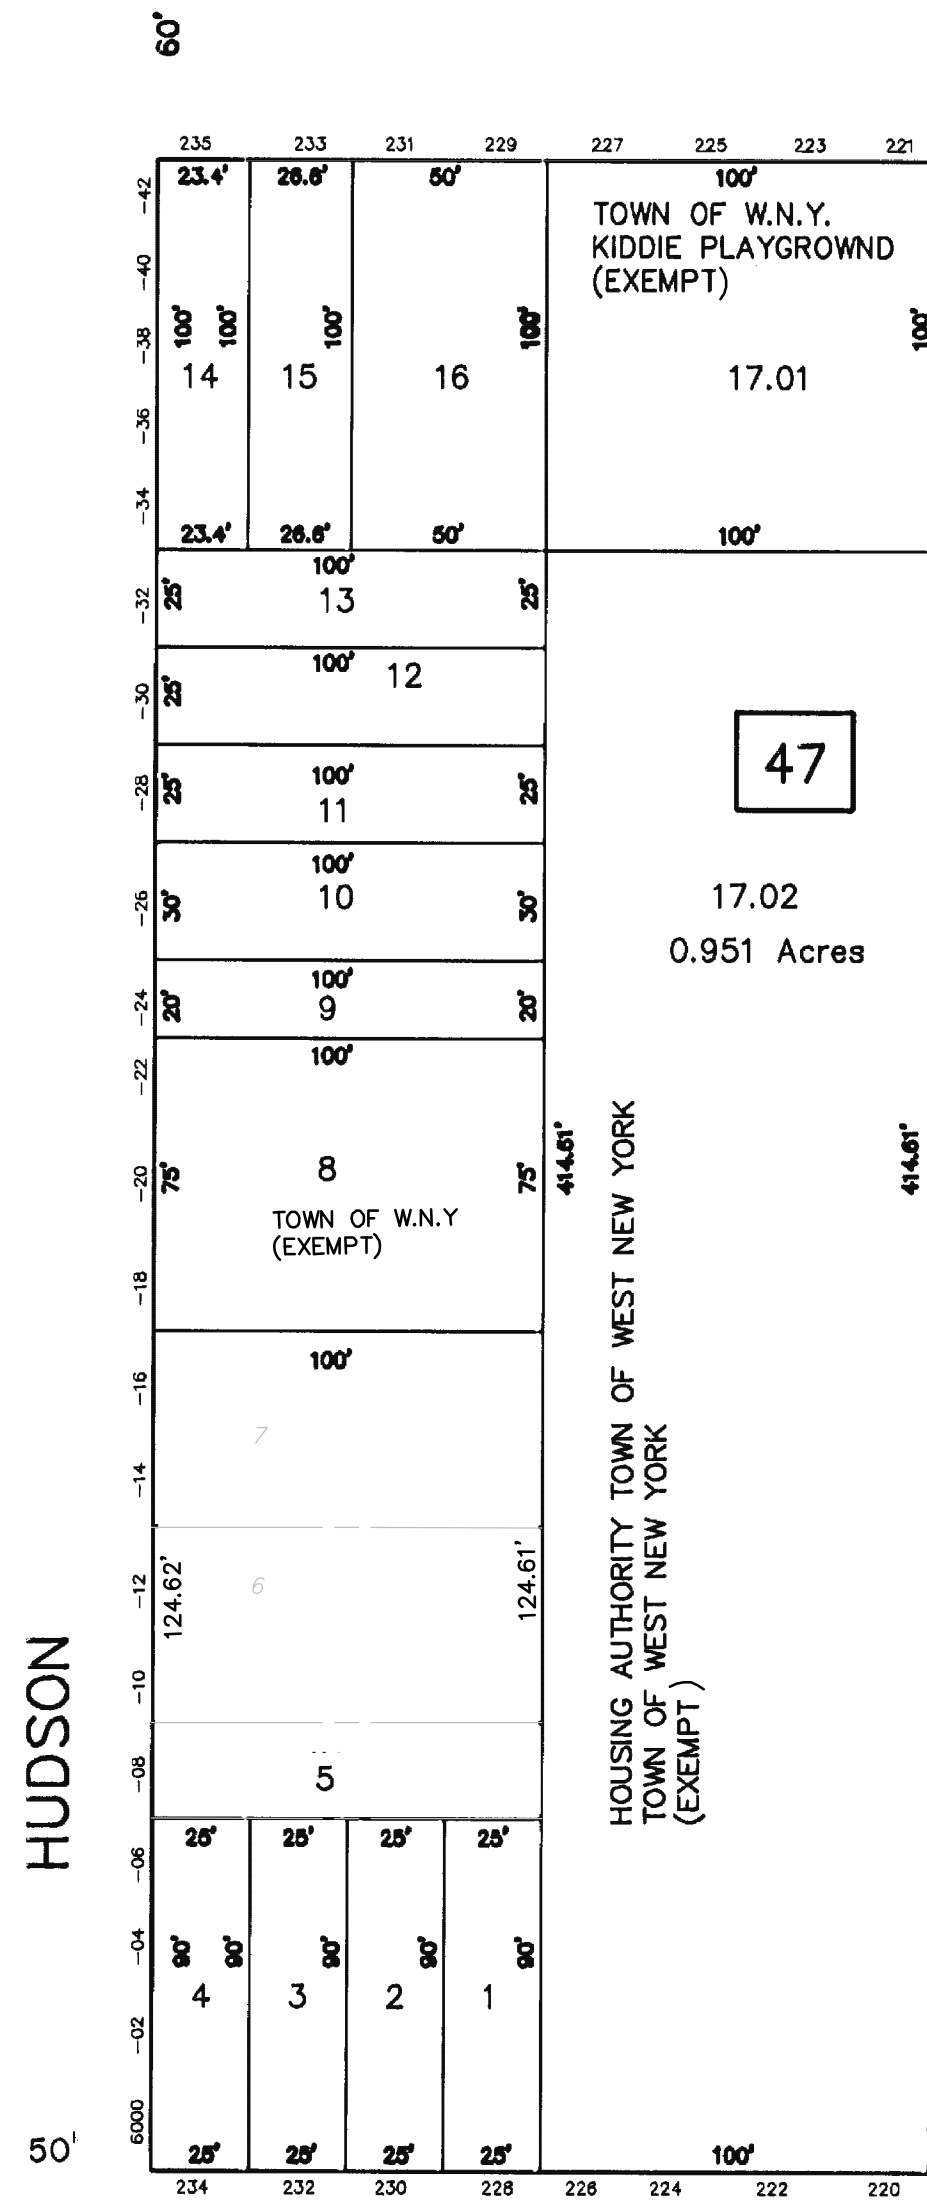 60'
235 233 231 229 227 225 223 221
23.4' 26.6' 50' 100'
TOWN OF W.N.Y.
KIDDIE PLAYGROWND
(EXEMPT)
-42
-40
-38
-36
-34
100' 100' 100' 100' 100'
14 15 16 17.01
23.4' 26.6' 50' 100'
100'
-32 25' 13 25'
100' 12
-30 25'
47
100'
-28 25' 25'
11
100'
10 17.02
-26 30' 30'
0.951 Acres
100'
-24 20' 9 20'
100'
-22
-20 75' 8 75' 414.61' 414.61'
TOWN OF W.N.Y
(EXEMPT)
-18
HOUSING AUTHORITY TOWN OF WEST NEW YORK
TOWN OF WEST NEW YORK
(EXEMPT)
100'
-16
7
-14
-12 124.62' 6 124.61'
-10
HUDSON
-08 5
25' 25' 25' 25'
-06
-04 90' 90' 90' 90' 90'
4 3 2 1
-02
6000
50'
25' 25' 25' 25' 100'
234 232 230 228 226 224 222 220